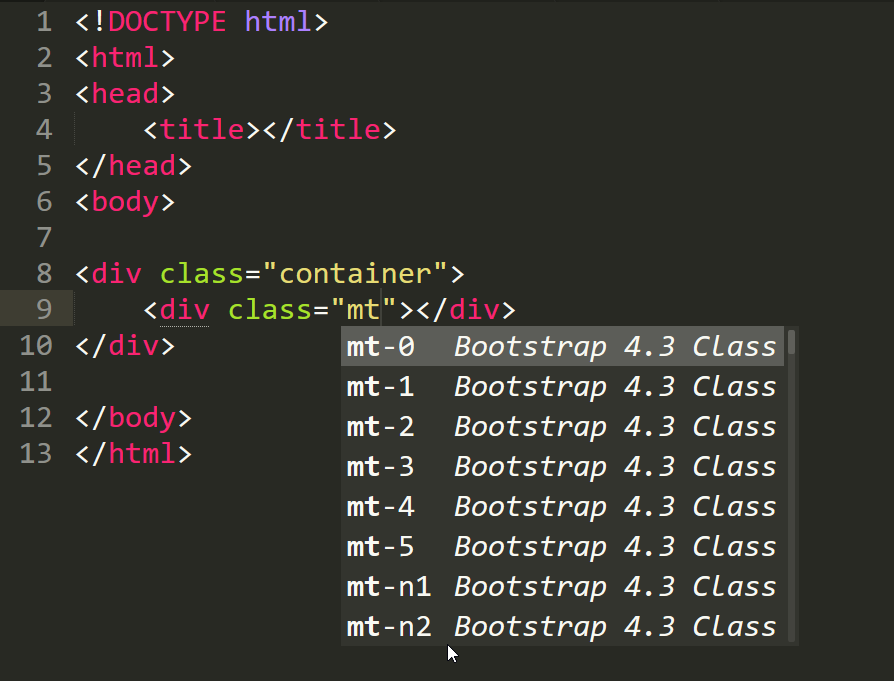 1 <!DOCTYPE html>
2 <html>
3 <head>
4     <title></title>
5 </head>
6 <body>
7
8 <div class="container">
9     <div class="mt"></div>
10 </div>
mt-0 Bootstrap 4.3 Class
11
mt-1 Bootstrap 4.3 Class
12 </body>
mt-2 Bootstrap 4.3 Class
13 </html>
mt-3 Bootstrap 4.3 Class
mt-4 Bootstrap 4.3 Class
mt-5 Bootstrap 4.3 Class
mt-n1 Bootstrap 4.3 Class
mt-n2 Bootstrap 4.3 Class